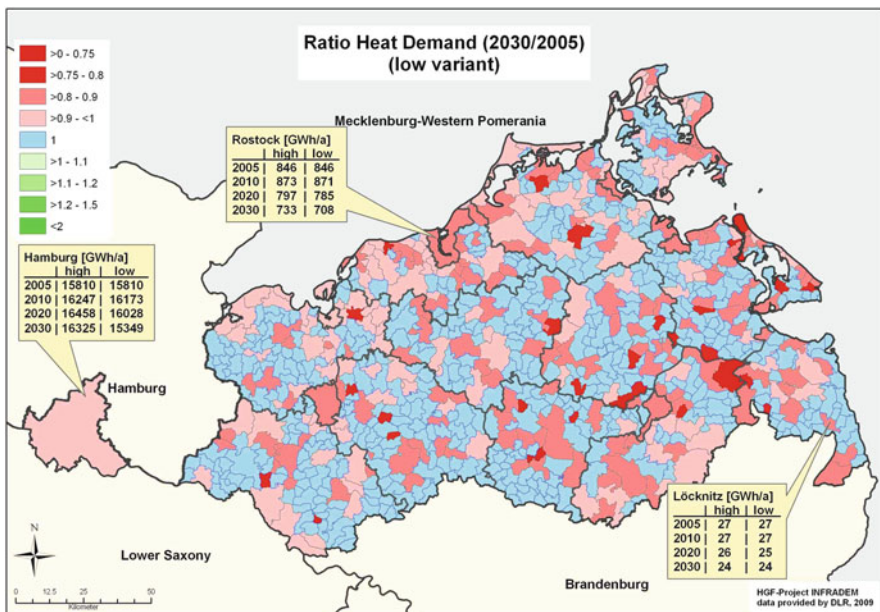 Ratio Heat Demand (2030/2005)
(low variant)
>0 - 0.75
>0.75 - 0.8
>0.8 - 0.9
>0.9 - <1
1
>1 - 1.1
>1.1 - 1.2
>1.2 - 1.5
<2
Mecklenburg-Western Pomerania
Rostock [GWh/a]
| high | low
2005 | 846 | 846
2010 | 873 | 871
2020 | 797 | 785
2030 | 733 | 708
Hamburg [GWh/a]
| high | low
2005 | 15810 | 15810
2010 | 16247 | 16173
2020 | 16458 | 16028
2030 | 16325 | 15349
Hamburg
Löcknitz [GWh/a]
| high | low
2005 | 27 | 27
2010 | 27 | 27
2020 | 26 | 25
2030 | 24 | 24
N
Lower Saxony
Brandenburg
0 12.5 25 50
Kilometer
HGF-Project INFRADEM
data provided by DLR, 2009